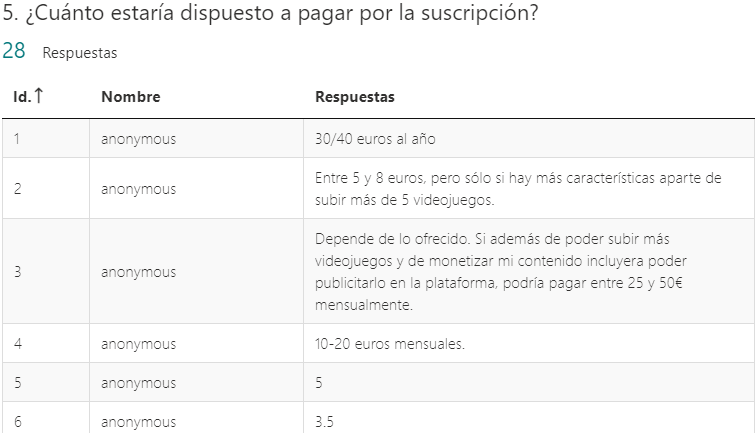 5. ¿Cuánto estaría dispuesto a pagar por la suscripción?
28 Respuestas
Id.↑ Nombre Respuestas
1 anonymous 30/40 euros al año
2 anonymous Entre 5 y 8 euros, pero sólo si hay más características aparte de
subir más de 5 videojuegos.
3 anonymous Depende de lo ofrecido. Si además de poder subir más
videojuegos y de monetizar mi contenido incluyera poder
publicitarlo en la plataforma, podría pagar entre 25 y 50€
mensualmente.
4 anonymous 10-20 euros mensuales.
5 anonymous 5
6 anonymous 3.5